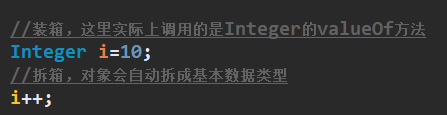 //装箱，这里实际上调用的是Integer的valueOf方法
Integer i=10;
//拆箱，对象会自动拆成基本数据类型
i++;